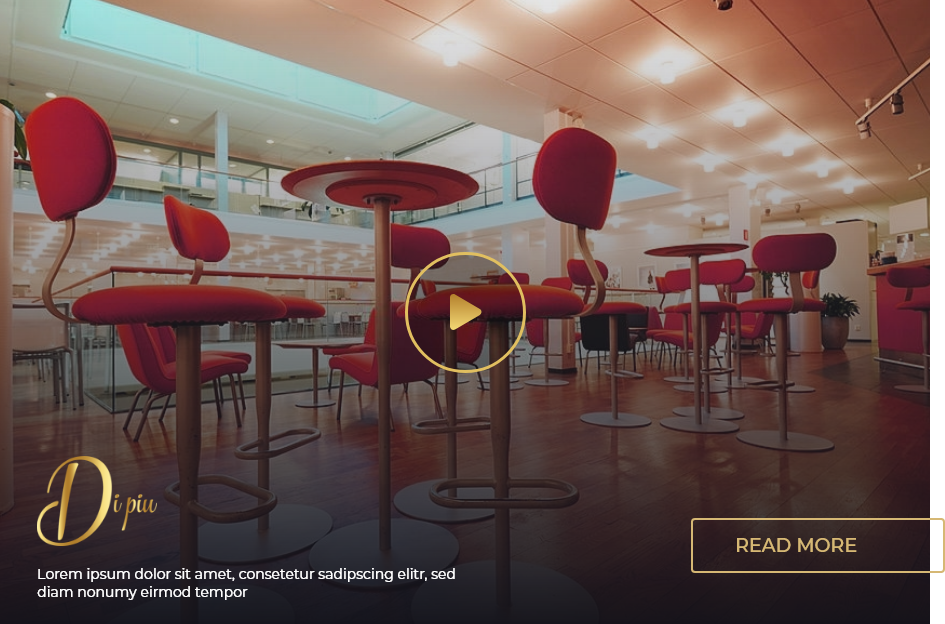 Di piu
Lorem ipsum dolor sit amet, consetetur sadipscing elitr, sed
diam nonumy eirmod tempor
READ MORE